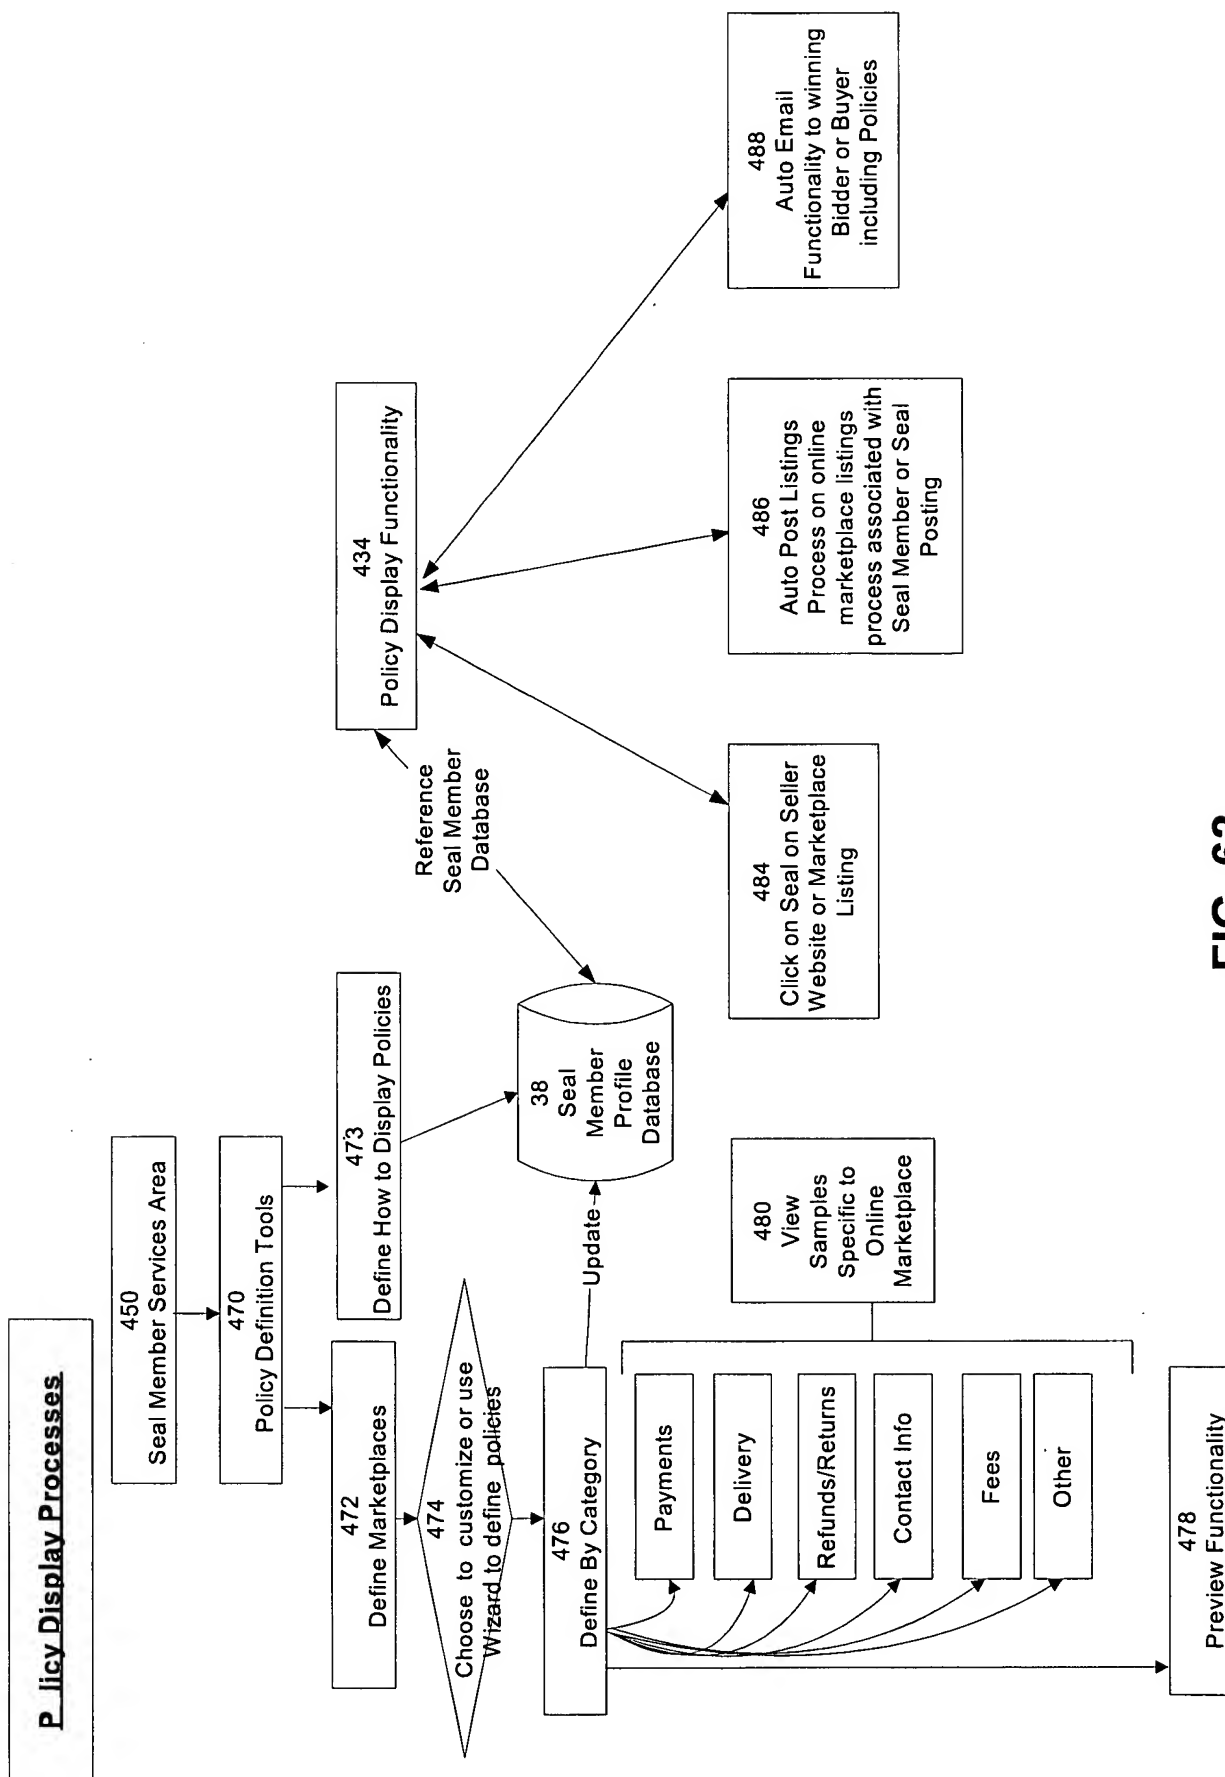 P licy Display Processes
450
Seal Member Services Area
470
Policy Definition Tools
472
Define Marketplaces
473
Define How to Display Policies
474
Choose to customize or use
Wizard to define policies
476
Define By Category
Update
38
Seal
Member
Profile
Database
Reference
Seal Member
Database
434
Policy Display Functionality
Payments
Delivery
Refunds/Returns
Contact Info
Fees
Other
480
View
Samples
Specific to
Online
Marketplace
484
Click on Seal on Seller
Website or Marketplace
Listing
486
Auto Post Listings
Process on online
marketplace listings
process associated with
Seal Member or Seal
Posting
488
Auto Email
Functionality to winning
Bidder or Buyer
including Policies
478
Preview Functionality
FIG.